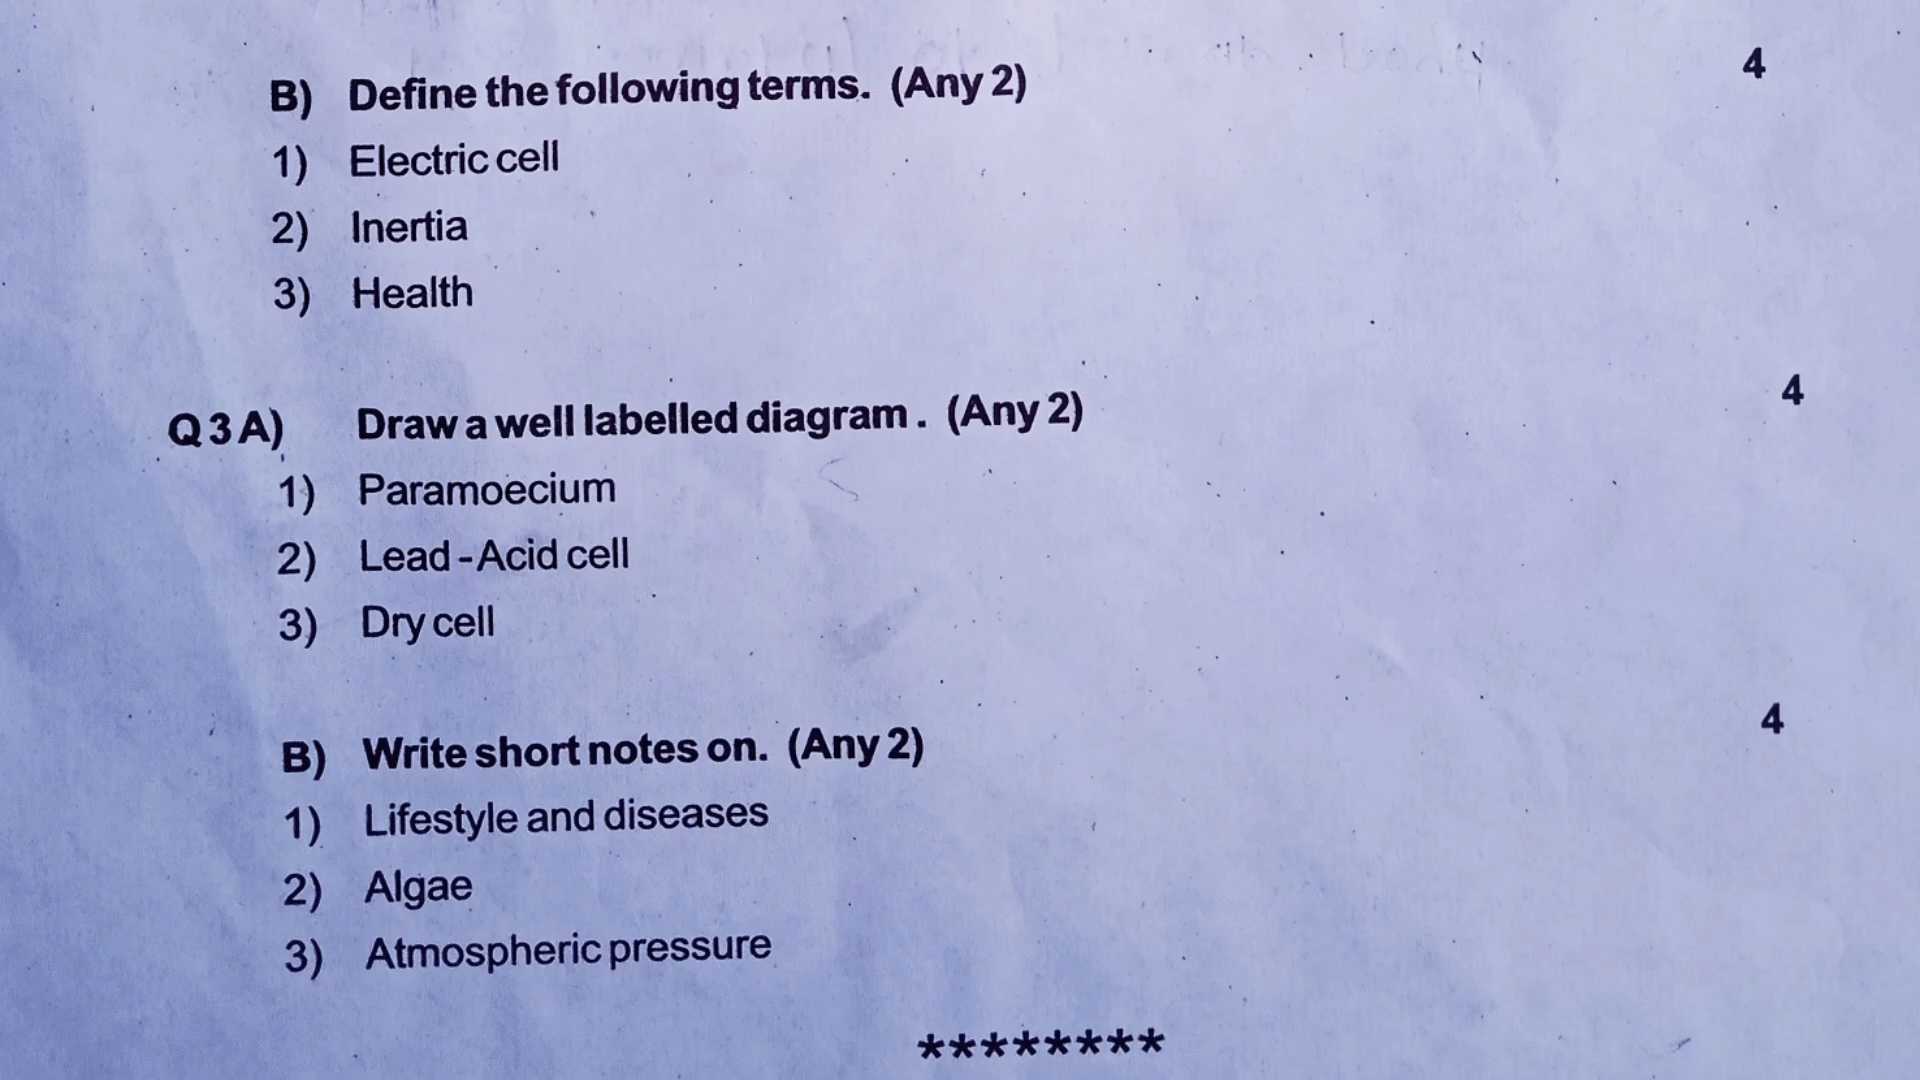 B) Define the following terms. (Any 2) 4
1) Electric cell
2) Inertia
3) Health
Q 3 A) Draw a well labelled diagram . (Any 2) 4
1) Paramoecium
2) Lead - Acid cell
3) Dry cell
B) Write short notes on. (Any 2) 4
1) Lifestyle and diseases
2) Algae
3) Atmospheric pressure
********